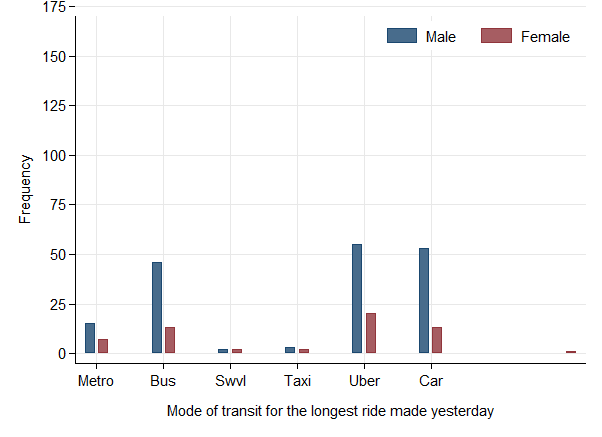 175
150
125
100
75
50
25
0
Frequency
Male Female
Metro Bus Swvl Taxi Uber Car
Mode of transit for the longest ride made yesterday